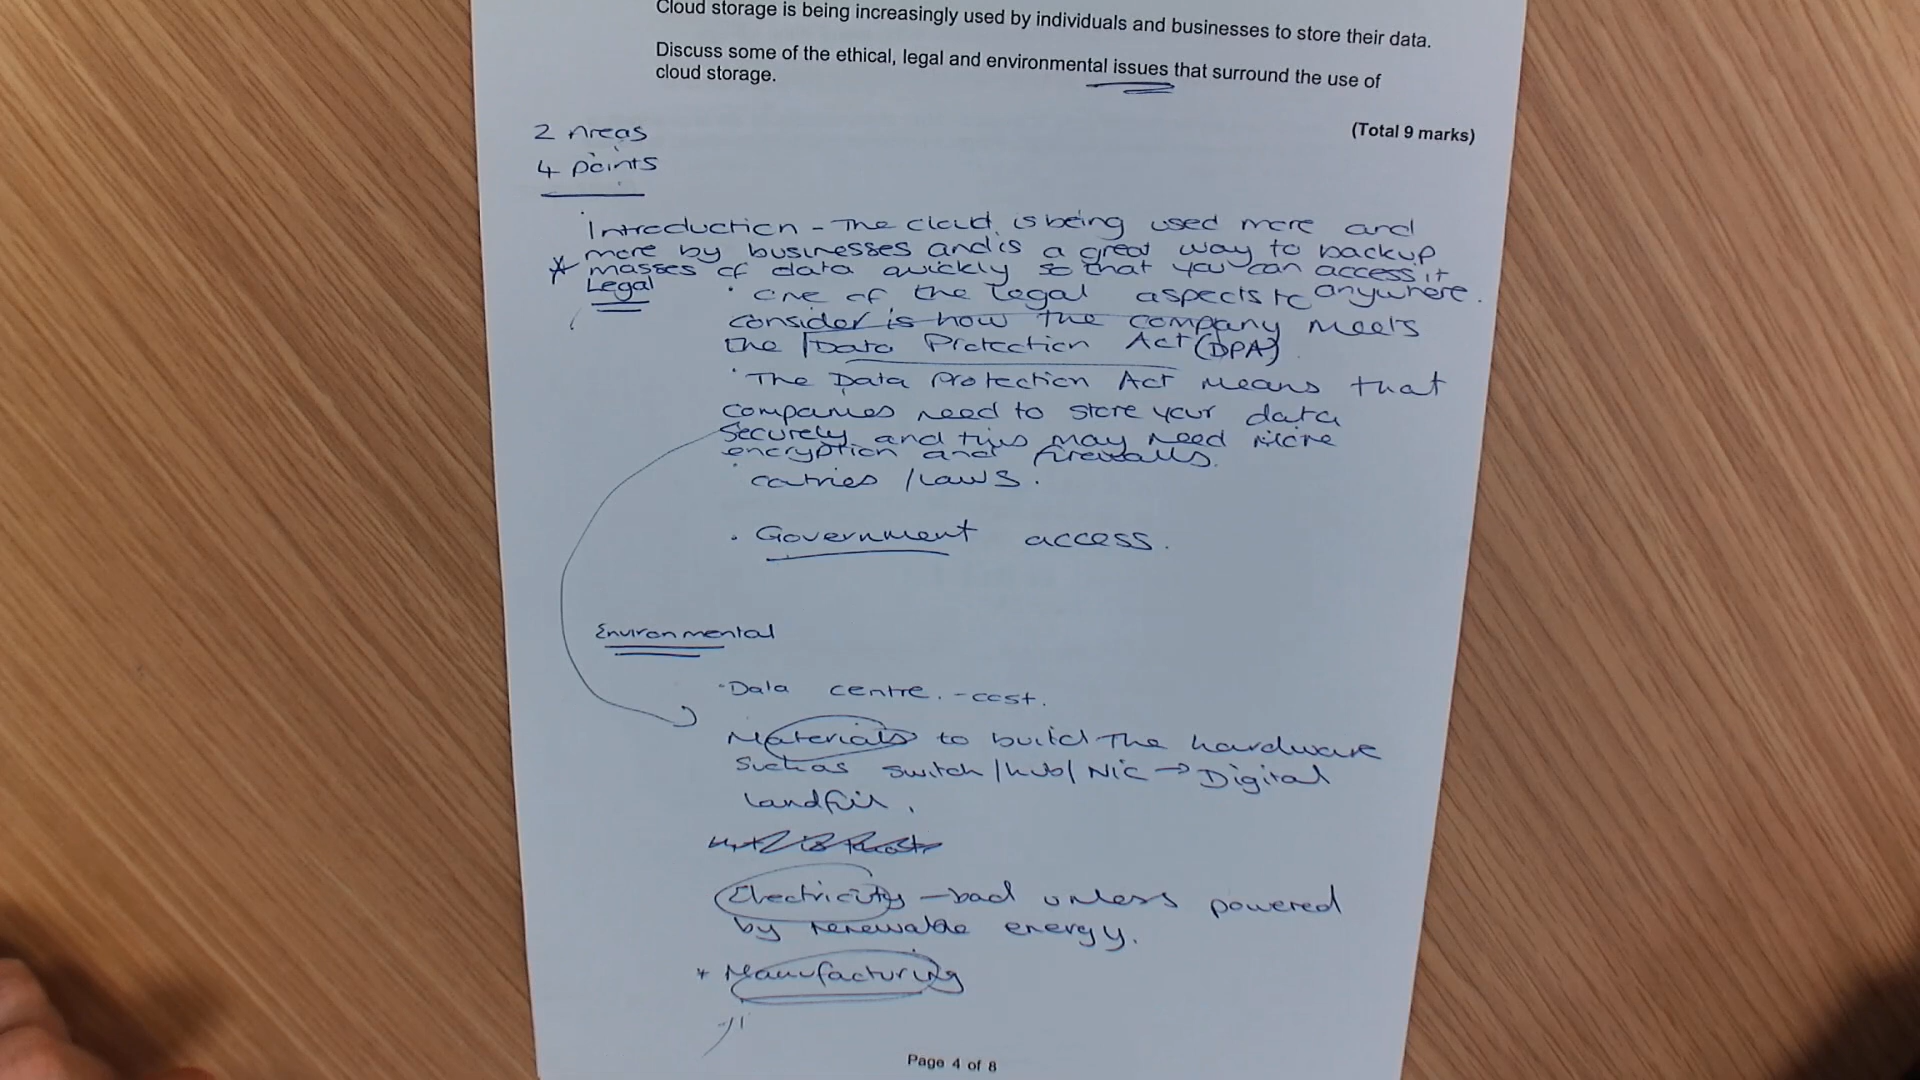 Cloud storage is being increasingly used by individuals and businesses to store their data.
Discuss some of the ethical, legal and environmental issues that surround the use of
cloud storage.
(Total 9 marks)
2 Areas
4 points
Introduction - The cloud is being used more and
more by businesses and is a great way to backup
masses of data quickly so that you can access it
anywhere.
Legal
· one of the legal aspects to
consider is how the company meets
the Data Protection Act (DPA)
· The Data Protection Act means that
companies need to store your data
securely and this may need more
encryption and firewalls.
· /Laws.
· Government access.
Environmental
· Data centre. - cost.
Materials to build the hardware
such as switch/hub/NIC → Digital
landfill.
Electricity - bad unless powered
by renewable energy.
* Manufacturing
Page 4 of 8